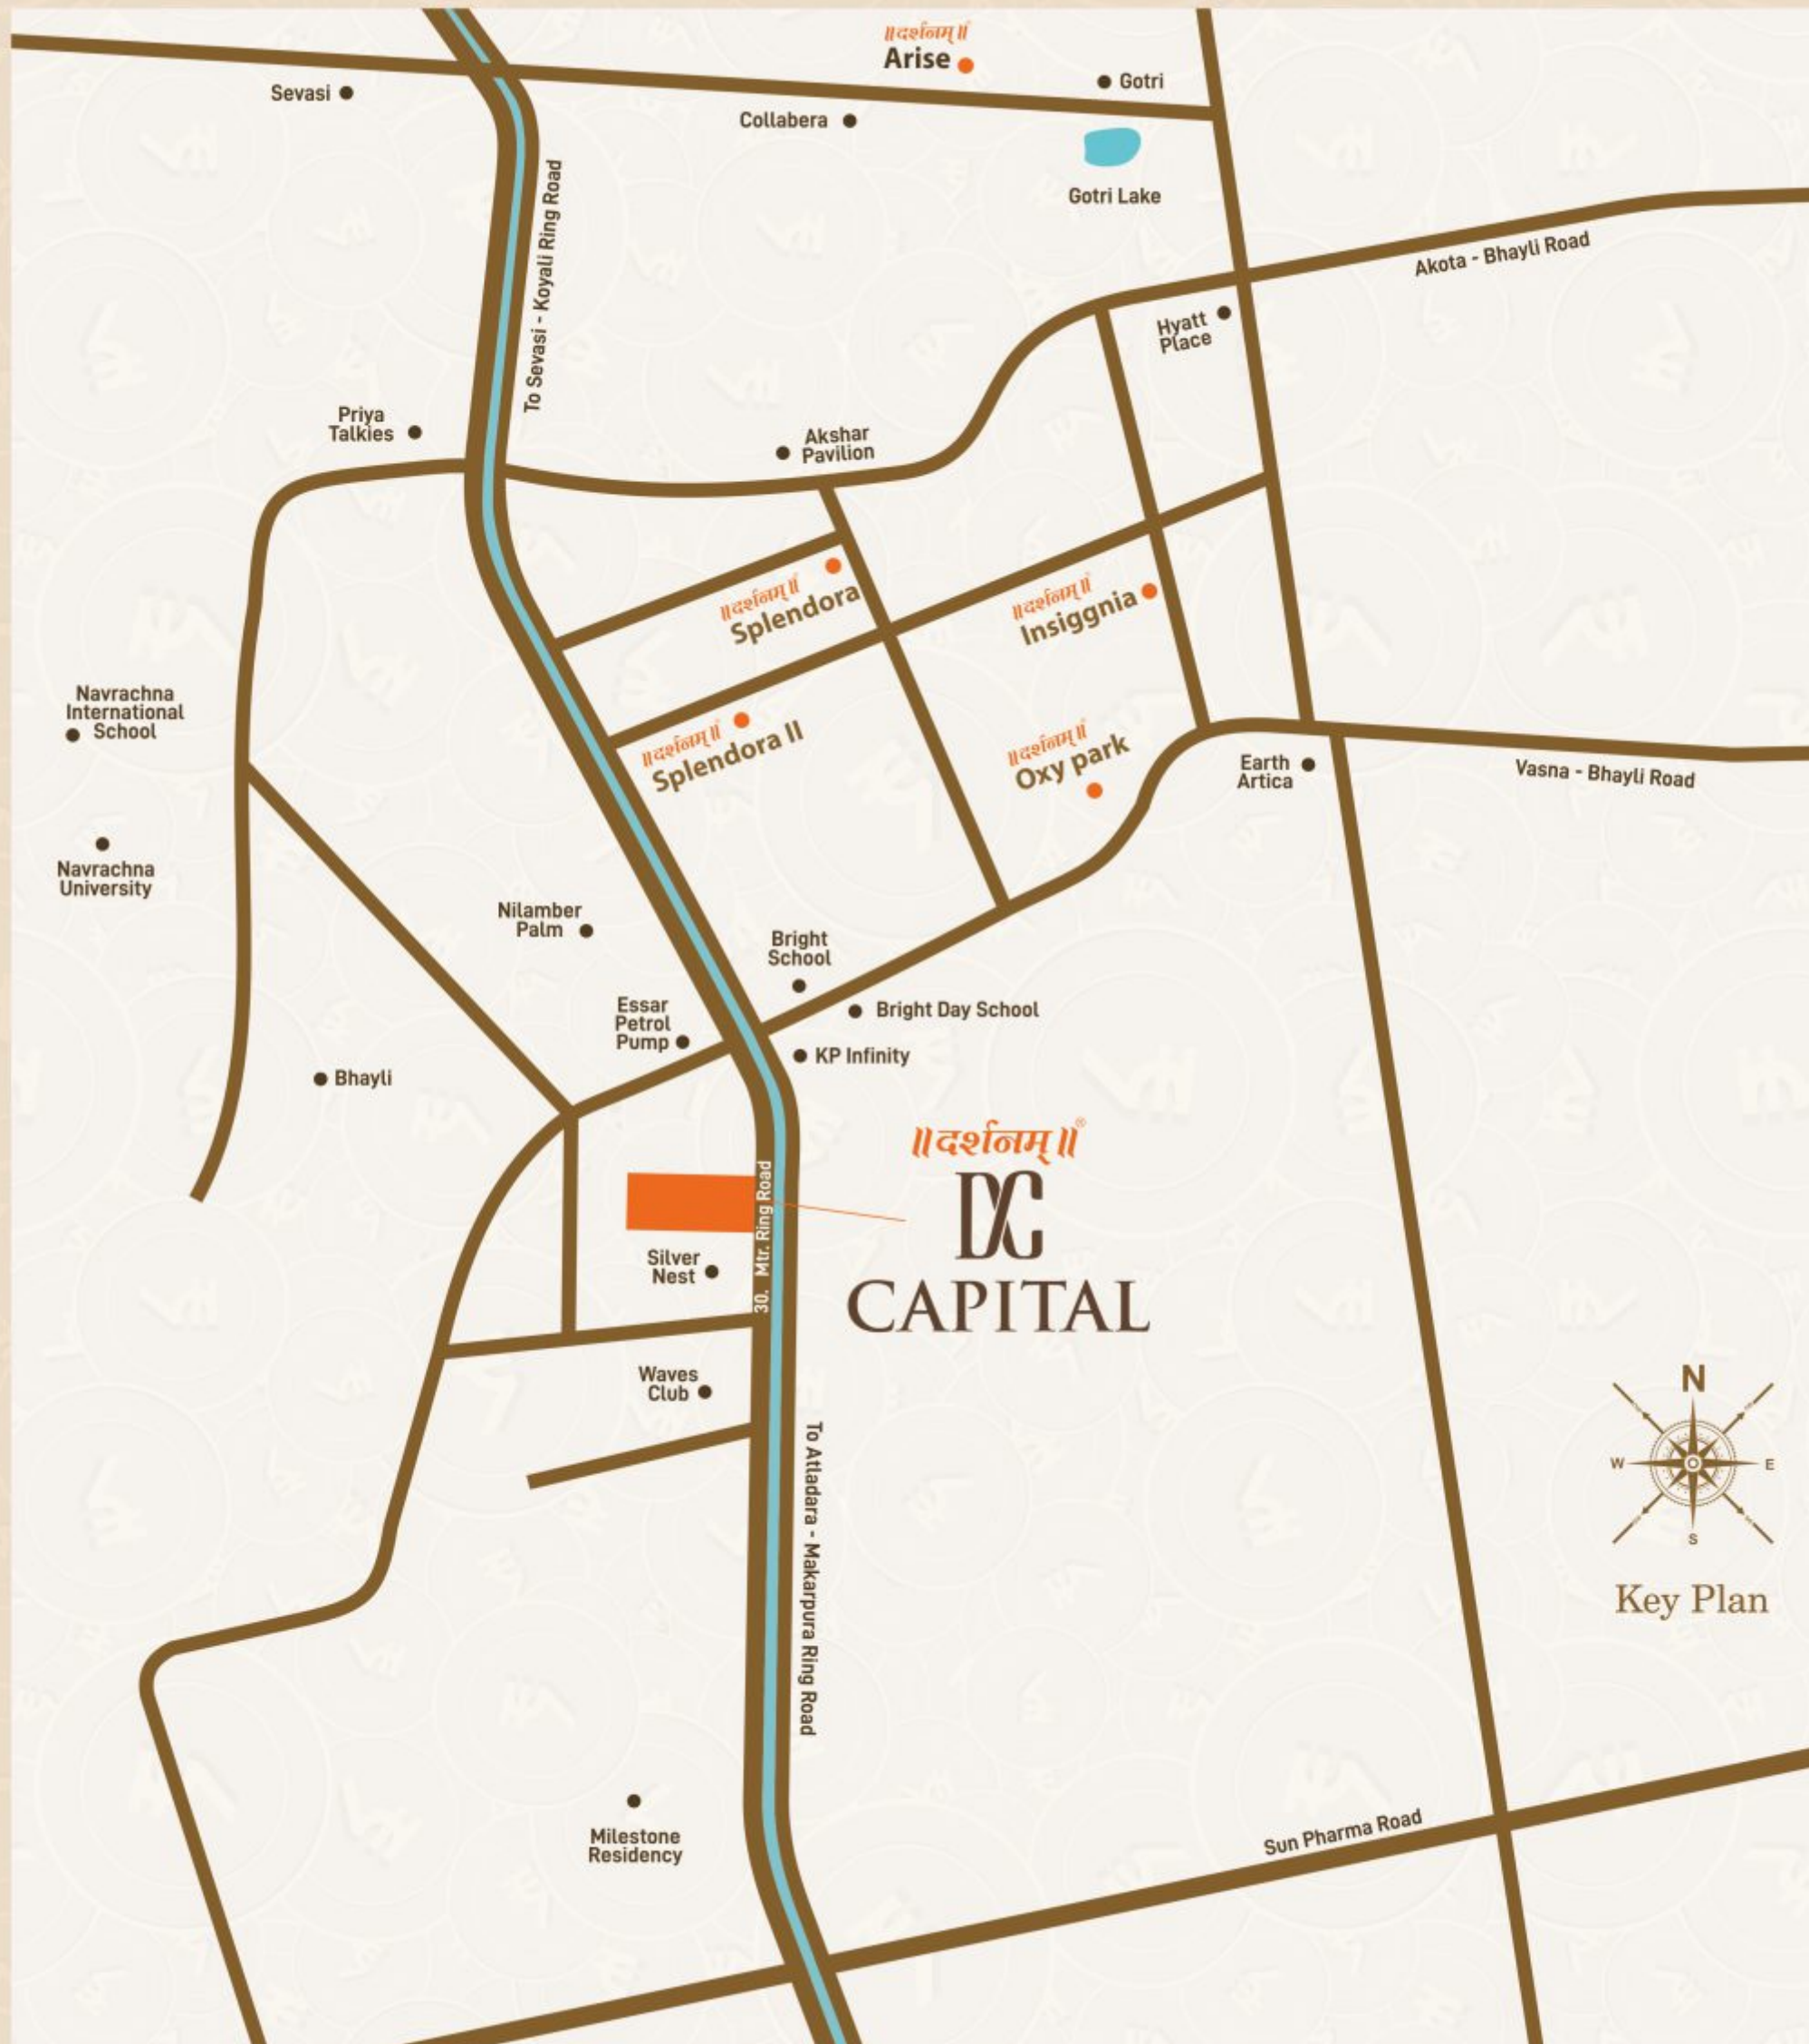 ॥दर्शनम्॥
Arise
Gotri
Sevasi
Collabera
Gotri Lake
To Sevasi - Koyali Ring Road
Akota - Bhayli Road
Hyatt
Place
Priya
Talkies
Akshar
Pavilion
॥दर्शनम्॥
Splendora
॥दर्शनम्॥
Insiggnia
Navrachna
International
School
॥दर्शनम्॥
Splendora II
॥दर्शनम्॥
Oxy park
Earth
Artica
Vasna - Bhayli Road
Navrachna
University
Nilamber
Palm
Bright
School
Essar
Petrol
Pump
Bright Day School
KP Infinity
Bhayli
॥दर्शनम्॥®
DC
CAPITAL
30. Mtr. Ring Road
Silver
Nest
Waves
Club
To Atladara - Makarpura Ring Road
N
W
E
S
Key Plan
Milestone
Residency
Sun Pharma Road